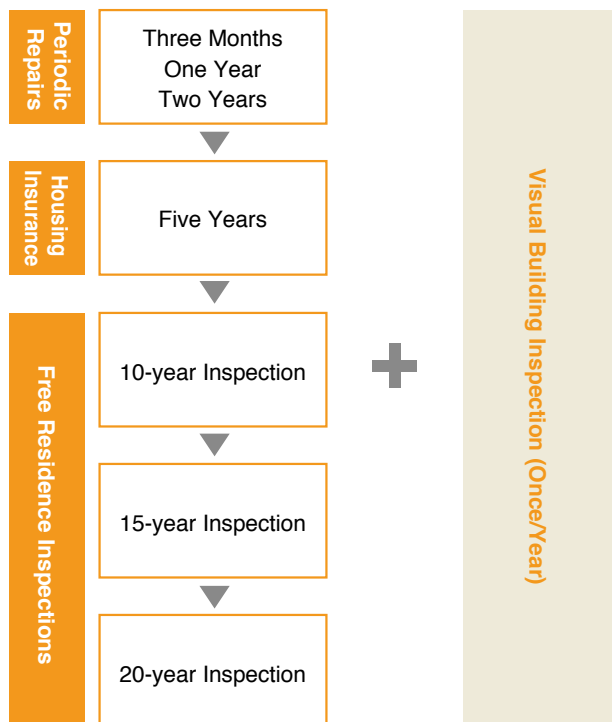 Periodic
Repairs
Three Months
One Year
Two Years
Housing
Insurance
Five Years
Free Residence Inspections
10-year Inspection
15-year Inspection
20-year Inspection
Visual Building Inspection (Once/Year)